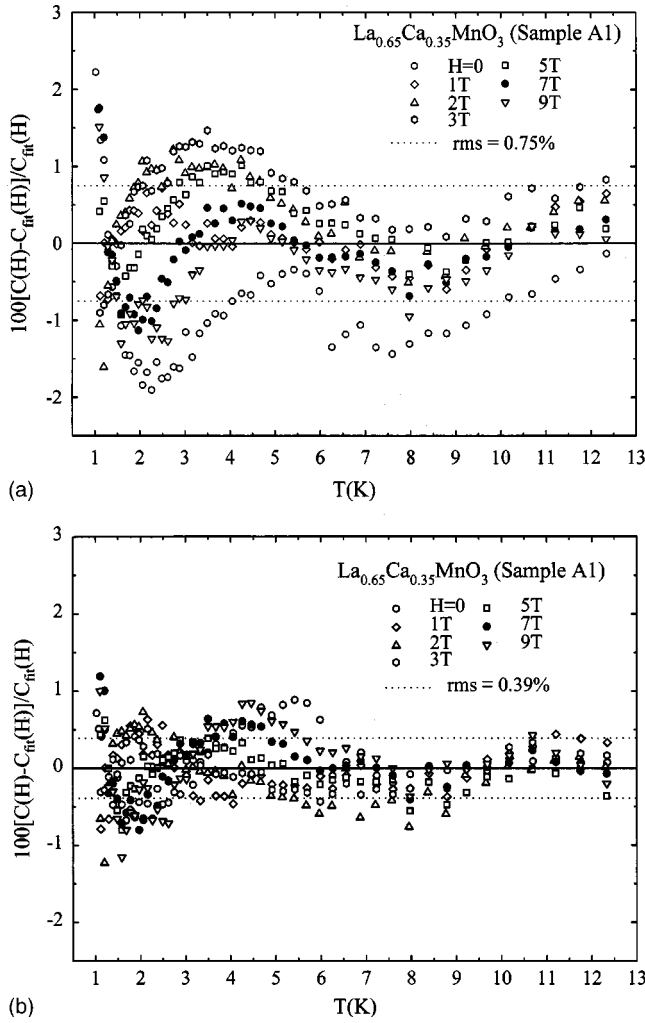 3
La0.65Ca0.35MnO3 (Sample A1)
H=0 5T
1T 7T
2T 9T
3T
rms = 0.75%
2
1
0
-1
-2
100[C(H)-Cfit(H)]/Cfit(H)
1 2 3 4 5 6 7 8 9 10 11 12 13
(a) T(K)
3
La0.65Ca0.35MnO3 (Sample A1)
H=0 5T
1T 7T
2T 9T
3T
rms = 0.39%
2
1
0
-1
-2
100[C(H)-Cfit(H)]/Cfit(H)
1 2 3 4 5 6 7 8 9 10 11 12 13
(b) T(K)